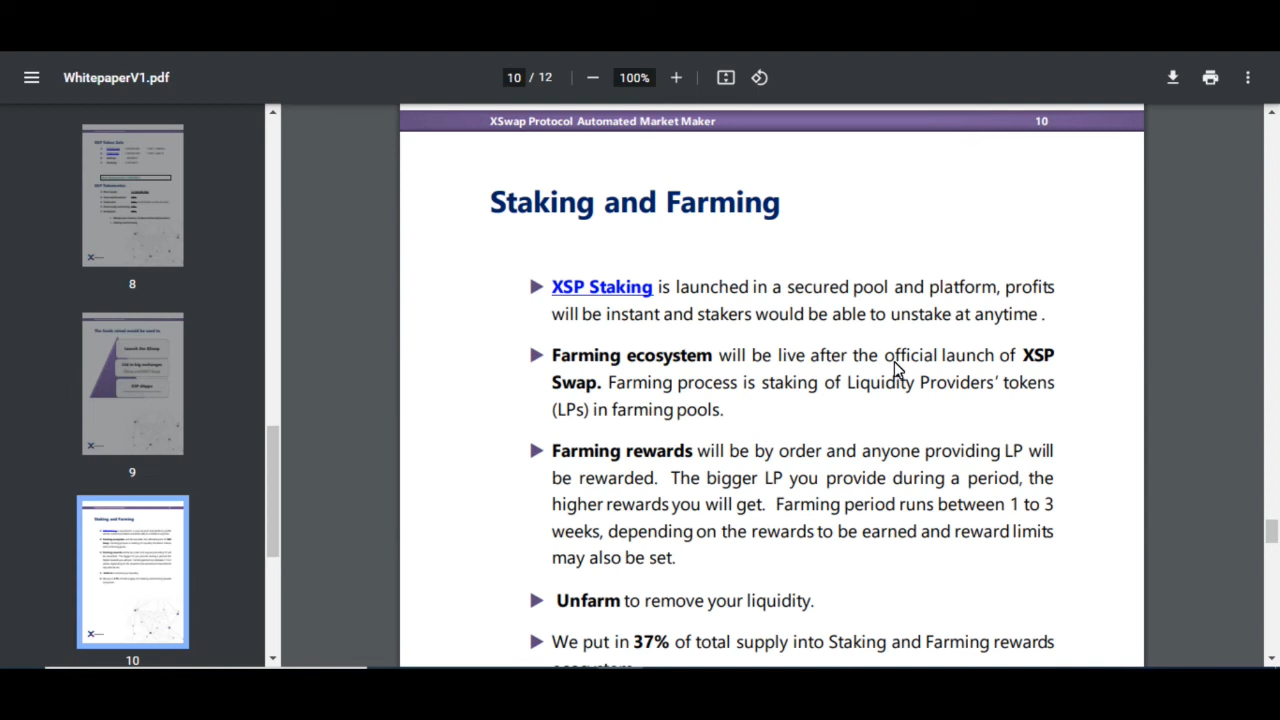 WhitepaperV1.pdf
10 / 12
100%
XSwap Protocol Automated Market Maker 10
Staking and Farming
XSP Staking is launched in a secured pool and platform, profits
will be instant and stakers would be able to unstake at anytime .
Farming ecosystem will be live after the official launch of XSP
Swap. Farming process is staking of Liquidity Providers' tokens
(LPs) in farming pools.
Farming rewards will be by order and anyone providing LP will
be rewarded. The bigger LP you provide during a period, the
higher rewards you will get. Farming period runs between 1 to 3
weeks, depending on the rewards to be earned and reward limits
may also be set.
Unfarm to remove your liquidity.
We put in 37% of total supply into Staking and Farming rewards
8
9
Staking and Farming
10